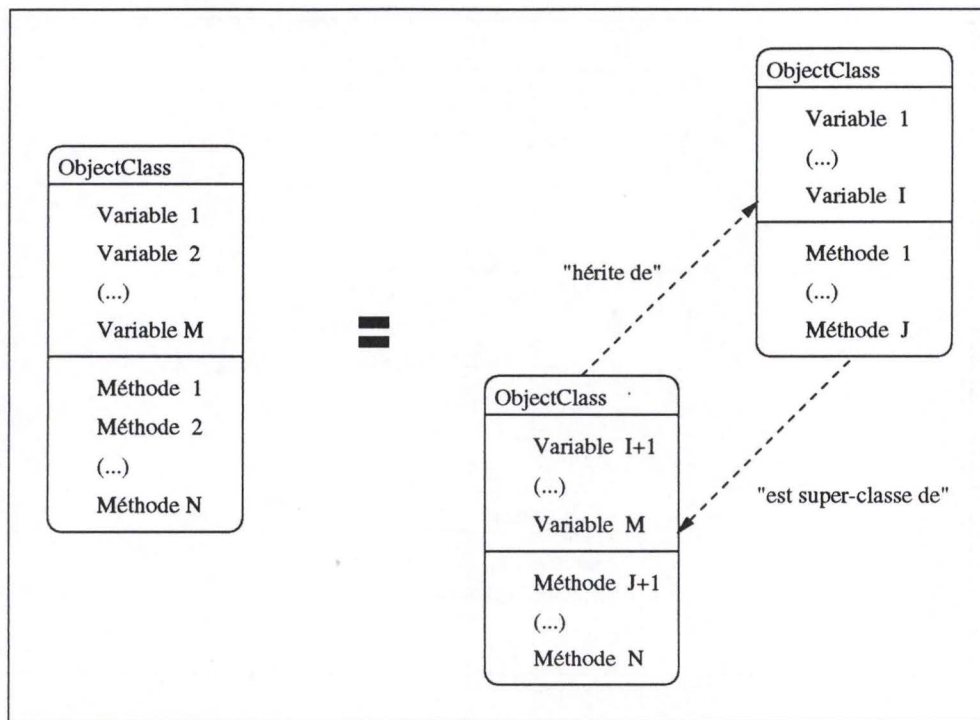 ObjectClass
Variable 1
Variable 2
(...)
Variable M
Méthode 1
Méthode 2
(...)
Méthode N
=
"hérite de"
ObjectClass
Variable 1
(...)
Variable I
Méthode 1
(...)
Méthode J
ObjectClass
Variable I+1
(...)
Variable M
Méthode J+1
(...)
Méthode N
"est super-classe de"